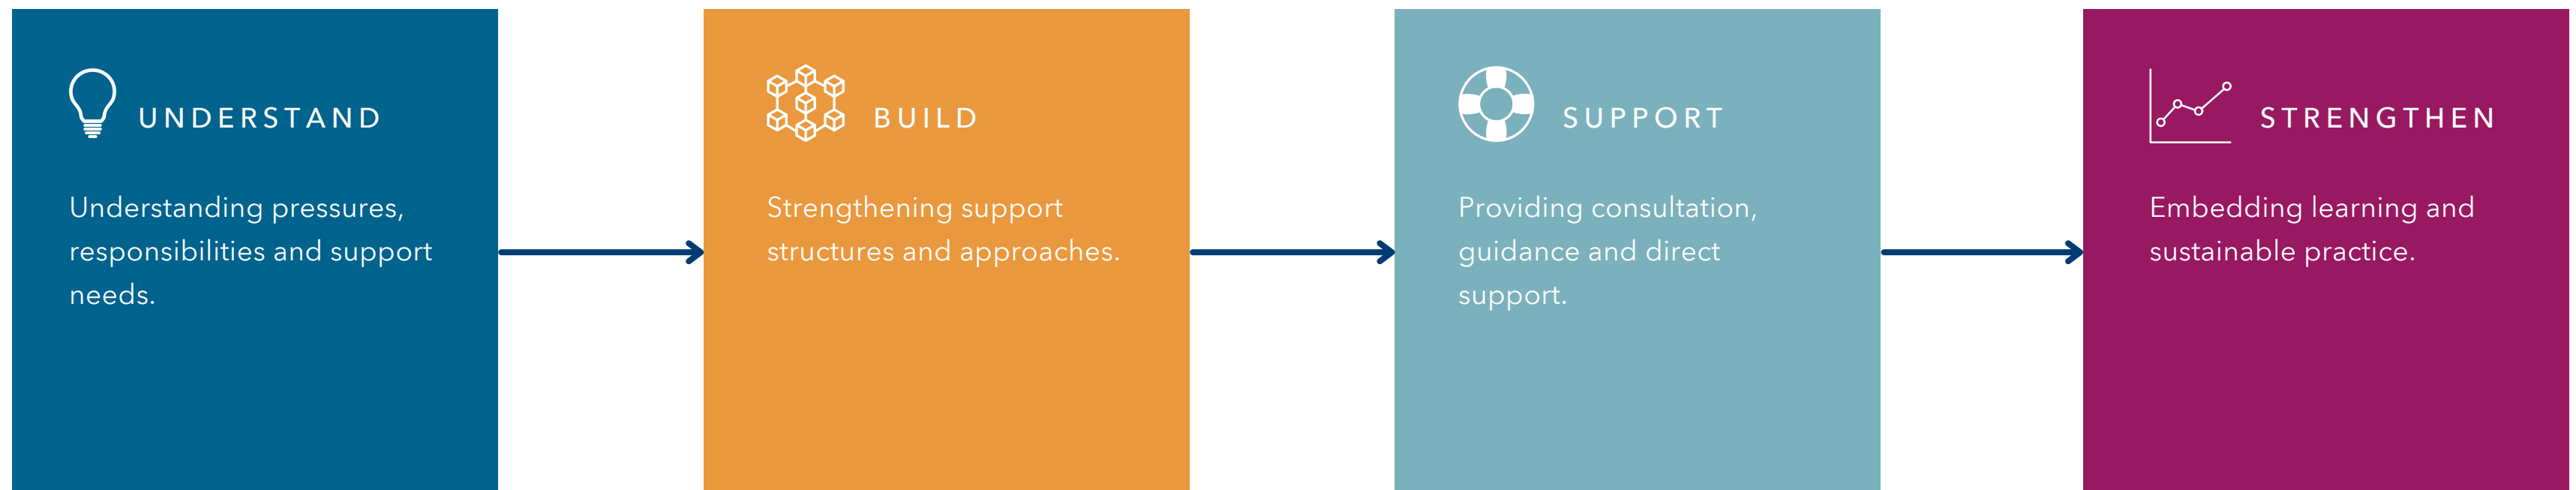 UNDERSTAND
Understanding pressures,
responsibilities and support
needs.
BUILD
Strengthening support
structures and approaches.
SUPPORT
Providing consultation,
guidance and direct
support.
STRENGTHEN
Embedding learning and
sustainable practice.